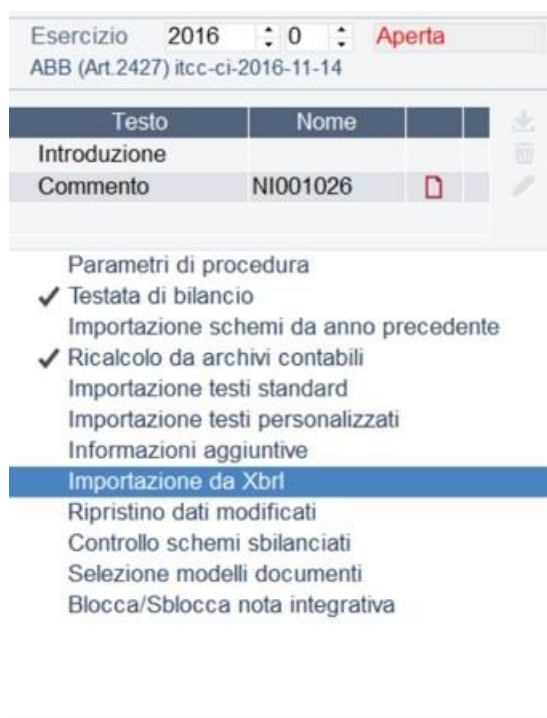 Esercizio 2016 0 Aperta
ABB (Art.2427) itcc-ci-2016-11-14
Testo Nome
Introduzione
Commento NI001026
Parametri di procedura
Testata di bilancio
Importazione schemi da anno precedente
Ricalcolo da archivi contabili
Importazione testi standard
Importazione testi personalizzati
Informazioni aggiuntive
Importazione da Xbrl
Ripristino dati modificati
Controllo schemi sbilanciati
Selezione modelli documenti
Blocca/Sblocca nota integrativa